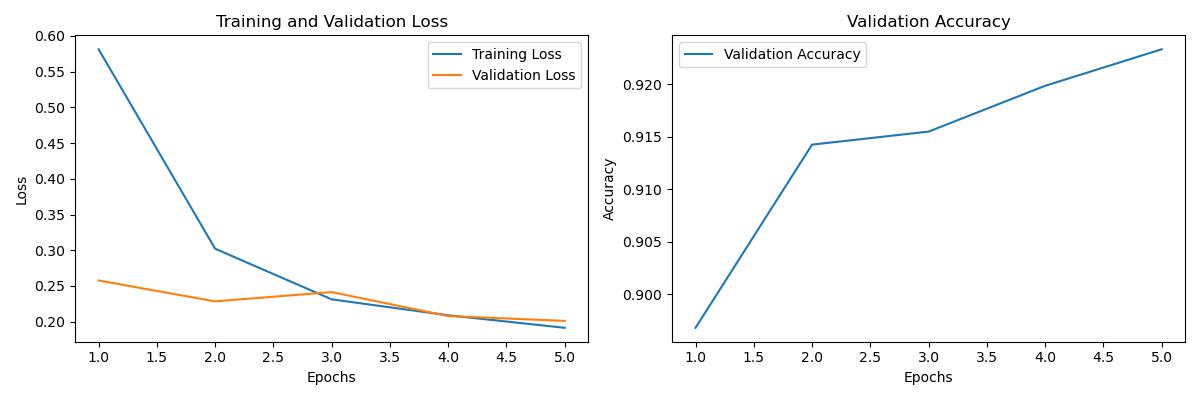 Training and Validation Loss
0.60
0.55
0.50
0.45
0.40
0.35
0.30
0.25
0.20
Loss
Training Loss
Validation Loss
1.0 1.5 2.0 2.5 3.0 3.5 4.0 4.5 5.0
Epochs
Validation Accuracy
0.920
0.915
0.910
0.905
0.900
Accuracy
Validation Accuracy
1.0 1.5 2.0 2.5 3.0 3.5 4.0 4.5 5.0
Epochs